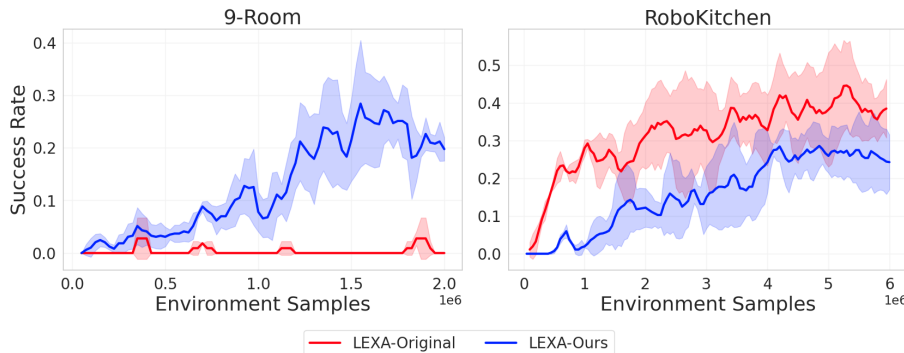 9-Room
RoboKitchen
Success Rate
0.4
0.3
0.2
0.1
0.0
0.5
0.4
0.3
0.2
0.1
0.0
0.0 0.5 1.0 1.5 2.0
1e6
0 1 2 3 4 5 6
1e6
Environment Samples
Environment Samples
LEXA-Original LEXA-Ours